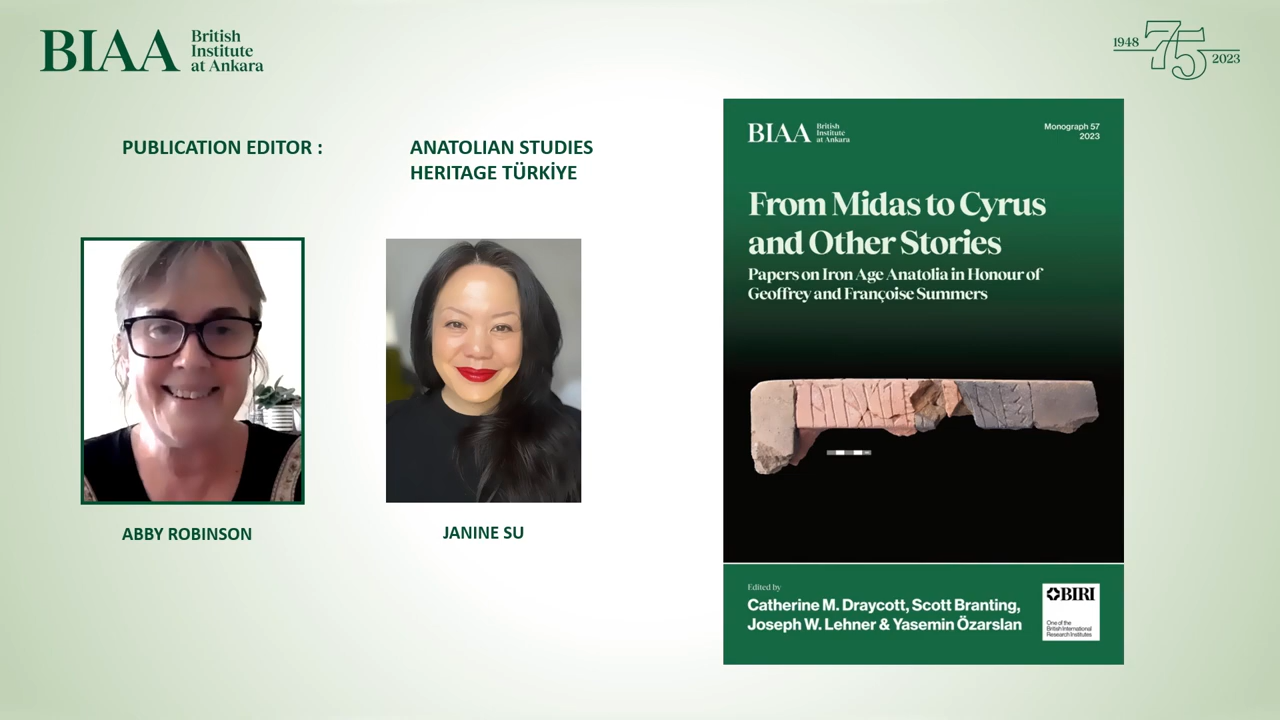 BIAA British
Institute
at Ankara
1948 75 2023
PUBLICATION EDITOR :
ANATOLIAN STUDIES
HERITAGE TÜRKİYE
ABBY ROBINSON
JANINE SU
BIAA British
Institute
at Ankara
Monograph 57
2023
From Midas to Cyrus
and Other Stories
Papers on Iron Age Anatolia in Honour of
Geoffrey and Françoise Summers
Edited by
Catherine M. Draycott, Scott Branting,
Joseph W. Lehner & Yasemin Özarslan
BIRI
One of the
British International
Research Institutes